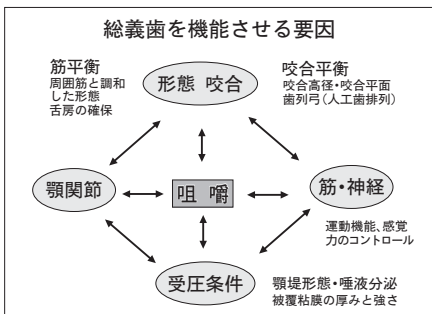 総義歯を機能させる要因
筋平衡
周囲筋と調和
した形態
舌房の確保
形態 咬合
咬合平衡
咬合高径・咬合平面
歯列弓(人工歯排列)
顎関節
咀 嚼
筋・神経
運動機能、感覚
力のコントロール
受圧条件
顎堤形態・唾液分泌
被覆粘膜の厚みと強さ